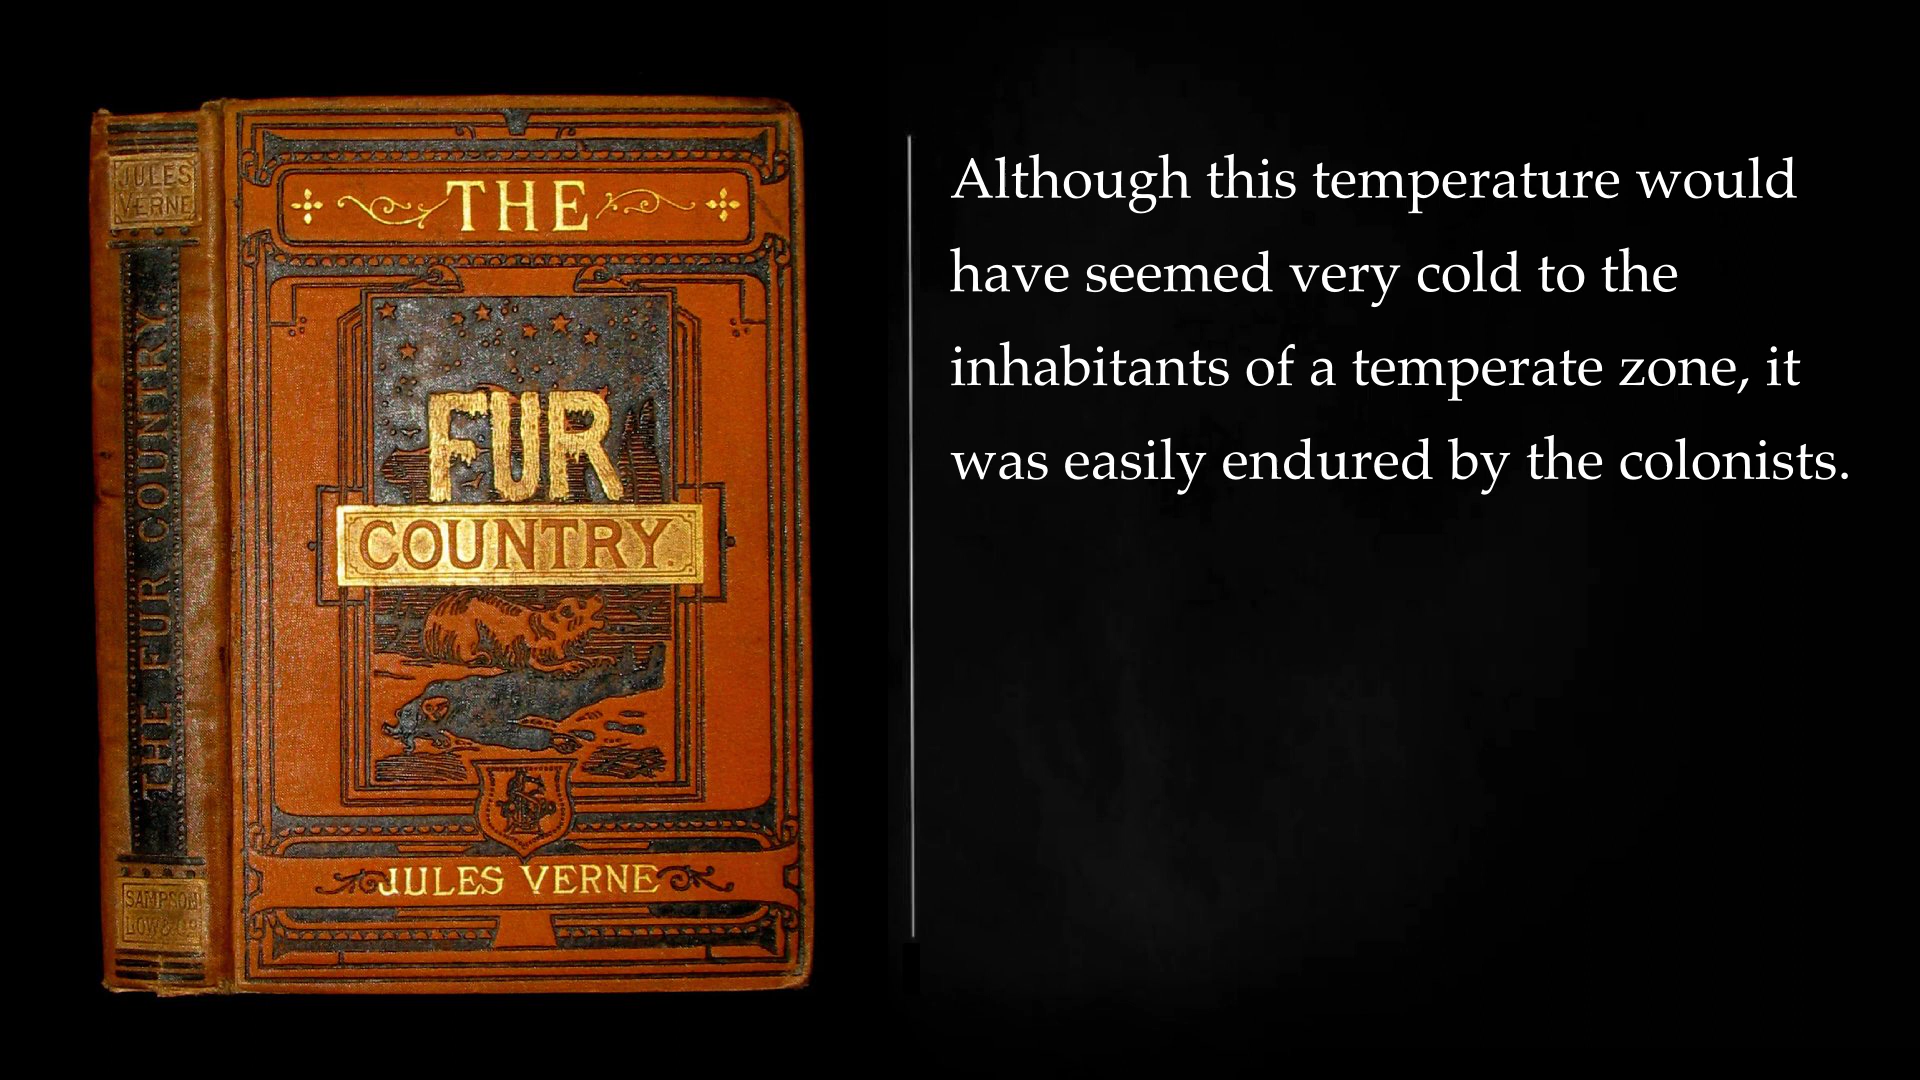 JULES
VERNE
THE FUR COUNTRY.
SAMPSON
LOW & Co
THE
FUR
COUNTRY.
JULES VERNE
Although this temperature would
have seemed very cold to the
inhabitants of a temperate zone, it
was easily endured by the colonists.